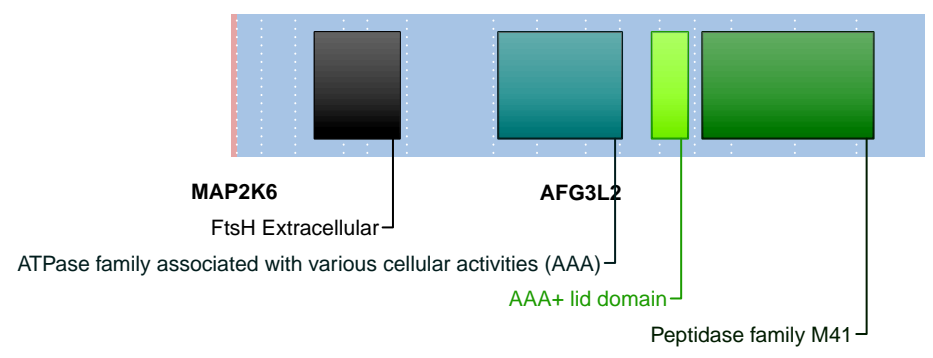 MAP2K6 AFG3L2
FtsH Extracellular
ATPase family associated with various cellular activities (AAA)
AAA+ lid domain
Peptidase family M41